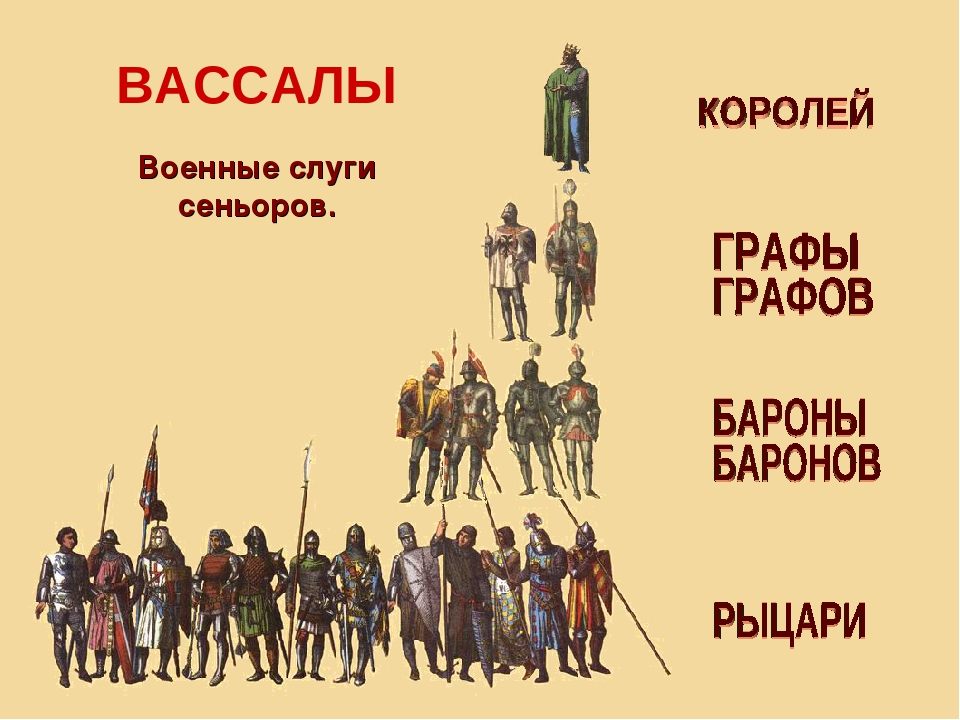 ВАССАЛЫ
Военные слуги
сеньоров.
КОРОЛЕЙ
ГРАФЫ
ГРАФОВ
БАРОНЫ
БАРОНОВ
РЫЦАРИ